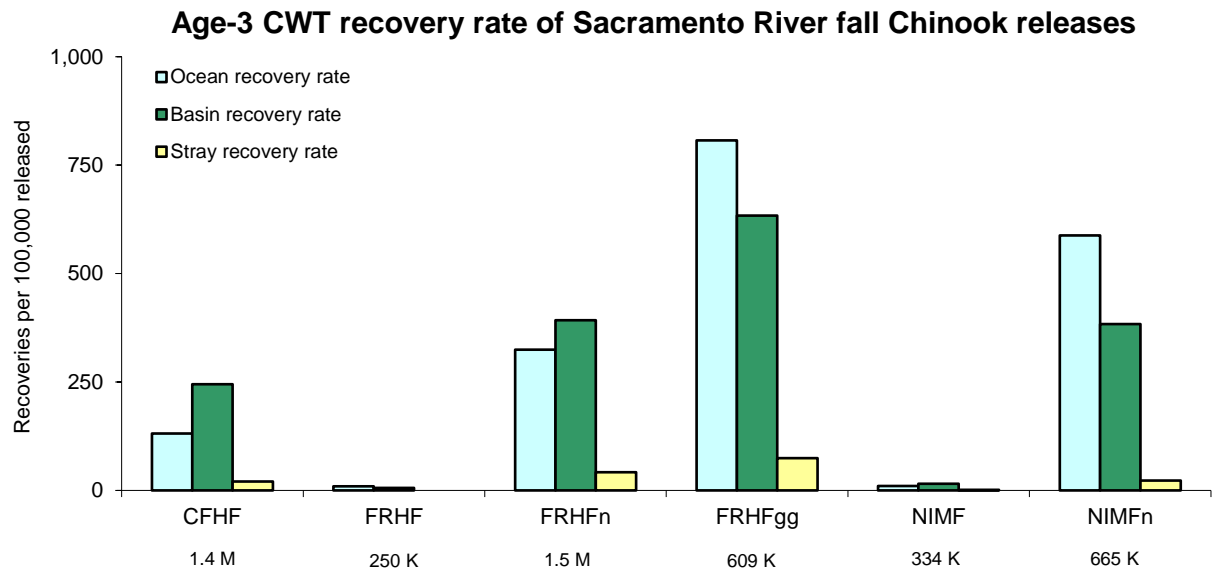 Age-3 CWT recovery rate of Sacramento River fall Chinook releases
1,000
750
500
250
0
Recoveries per 100,000 released
Ocean recovery rate
Basin recovery rate
Stray recovery rate
CFHF FRHF FRHFn FRHFgg NIMF NIMFn
1.4 M 250 K 1.5 M 609 K 334 K 665 K